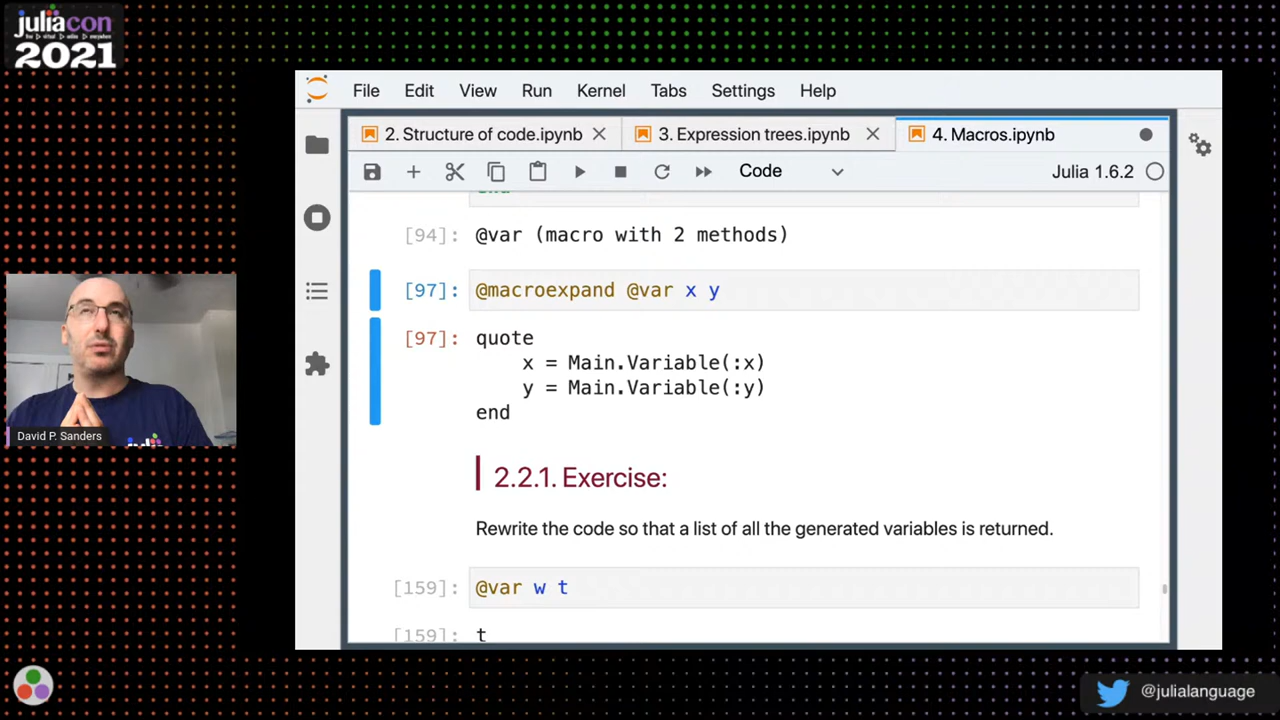 juliacon
2021
File Edit View Run Kernel Tabs Settings Help
2. Structure of code.ipynb 3. Expression trees.ipynb 4. Macros.ipynb
Code Julia 1.6.2
[94]: @var (macro with 2 methods)
[97]: @macroexpand @var x y
[97]: quote
x = Main.Variable(:x)
y = Main.Variable(:y)
end
2.2.1. Exercise:
Rewrite the code so that a list of all the generated variables is returned.
[159]: @var w t
[159]: t
David P. Sanders
@julialanguage